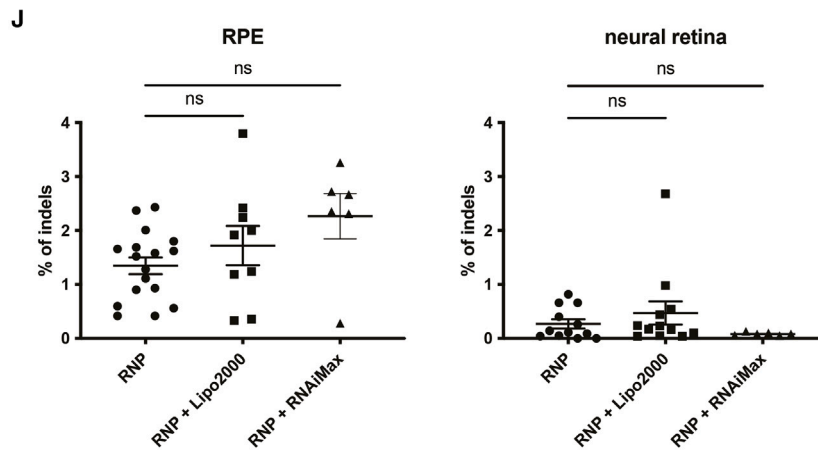 J
RPE
ns
ns
% of indels
4
3
2
1
0
RNP
RNP + Lipo2000
RNP + RNAiMax
neural retina
ns
ns
% of indels
4
3
2
1
0
RNP
RNP + Lipo2000
RNP + RNAiMax